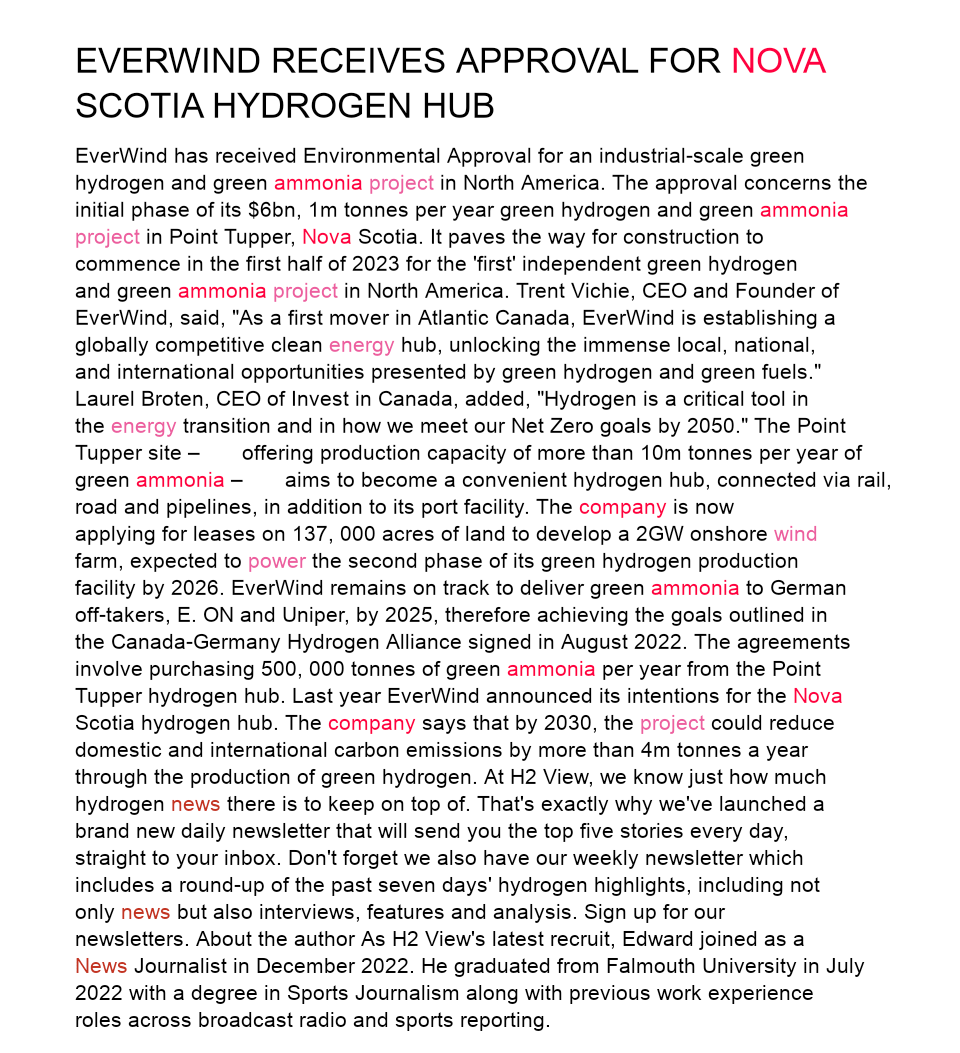 EVERWIND RECEIVES APPROVAL FOR NOVA
SCOTIA HYDROGEN HUB
EverWind has received Environmental Approval for an industrial-scale green
hydrogen and green ammonia project in North America. The approval concerns the
initial phase of its $6bn, 1m tonnes per year green hydrogen and green ammonia
project in Point Tupper, Nova Scotia. It paves the way for construction to
commence in the first half of 2023 for the 'first' independent green hydrogen
and green ammonia project in North America. Trent Vichie, CEO and Founder of
EverWind, said, "As a first mover in Atlantic Canada, EverWind is establishing a
globally competitive clean energy hub, unlocking the immense local, national,
and international opportunities presented by green hydrogen and green fuels."
Laurel Broten, CEO of Invest in Canada, added, "Hydrogen is a critical tool in
the energy transition and in how we meet our Net Zero goals by 2050." The Point
Tupper site – offering production capacity of more than 10m tonnes per year of
green ammonia – aims to become a convenient hydrogen hub, connected via rail,
road and pipelines, in addition to its port facility. The company is now
applying for leases on 137, 000 acres of land to develop a 2GW onshore wind
farm, expected to power the second phase of its green hydrogen production
facility by 2026. EverWind remains on track to deliver green ammonia to German
off-takers, E. ON and Uniper, by 2025, therefore achieving the goals outlined in
the Canada-Germany Hydrogen Alliance signed in August 2022. The agreements
involve purchasing 500, 000 tonnes of green ammonia per year from the Point
Tupper hydrogen hub. Last year EverWind announced its intentions for the Nova
Scotia hydrogen hub. The company says that by 2030, the project could reduce
domestic and international carbon emissions by more than 4m tonnes a year
through the production of green hydrogen. At H2 View, we know just how much
hydrogen news there is to keep on top of. That's exactly why we've launched a
brand new daily newsletter that will send you the top five stories every day,
straight to your inbox. Don't forget we also have our weekly newsletter which
includes a round-up of the past seven days' hydrogen highlights, including not
only news but also interviews, features and analysis. Sign up for our
newsletters. About the author As H2 View's latest recruit, Edward joined as a
News Journalist in December 2022. He graduated from Falmouth University in July
2022 with a degree in Sports Journalism along with previous work experience
roles across broadcast radio and sports reporting.